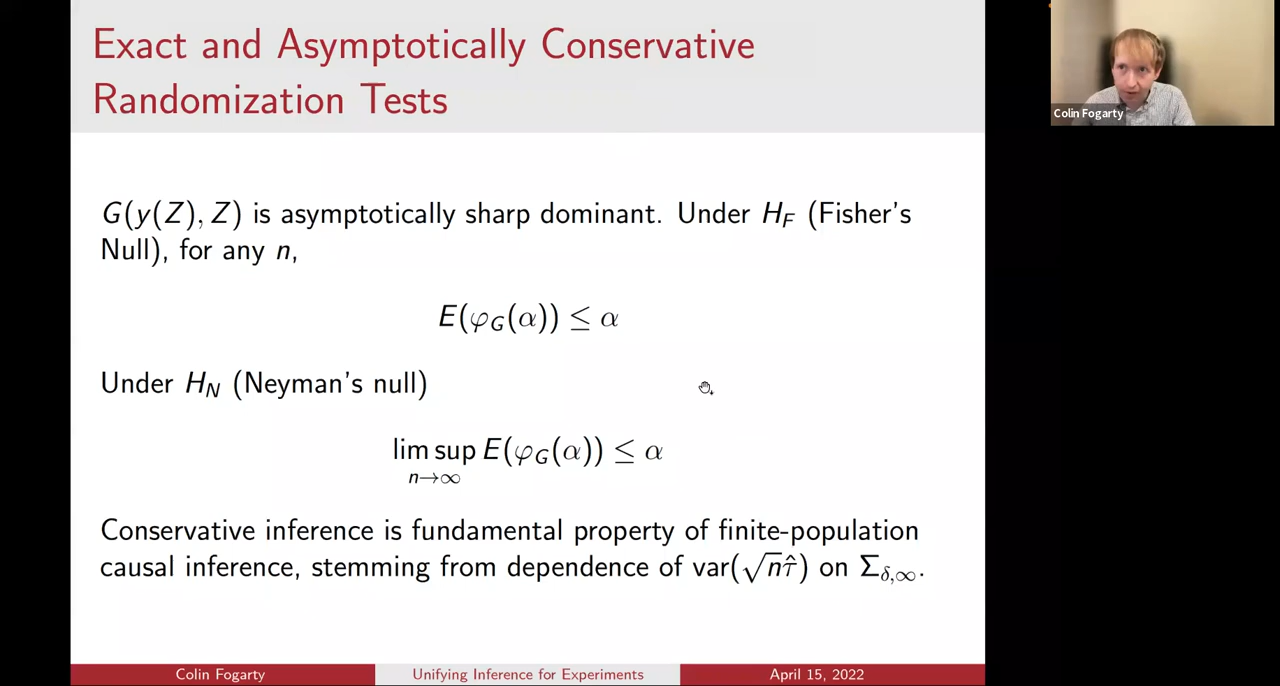 Exact and Asymptotically Conservative
Randomization Tests
Colin Fogarty
G(y(Z), Z) is asymptotically sharp dominant. Under H_F (Fisher's
Null), for any n,
E(φ_G(α)) ≤ α
Under H_N (Neyman's null)
lim sup_{n→∞} E(φ_G(α)) ≤ α
Conservative inference is fundamental property of finite-population
causal inference, stemming from dependence of var(√n τ̂) on Σ_{δ,∞}.
Colin Fogarty
Unifying Inference for Experiments
April 15, 2022